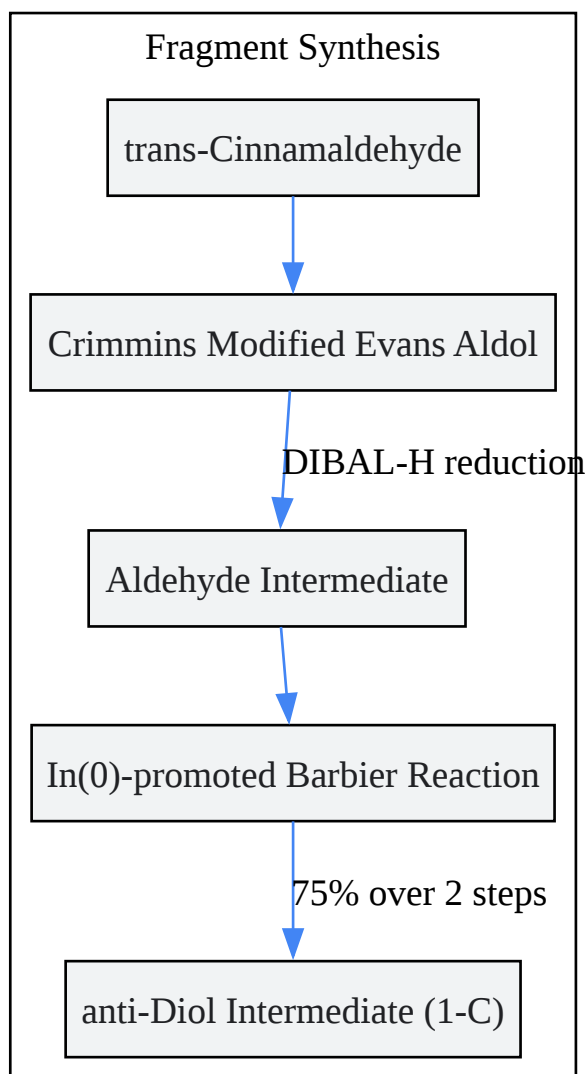 Fragment Synthesis
trans-Cinnamaldehyde
Crimmins Modified Evans Aldol
DIBAL-H reduction
Aldehyde Intermediate
In(0)-promoted Barbier Reaction
75% over 2 steps
anti-Diol Intermediate (1-C)